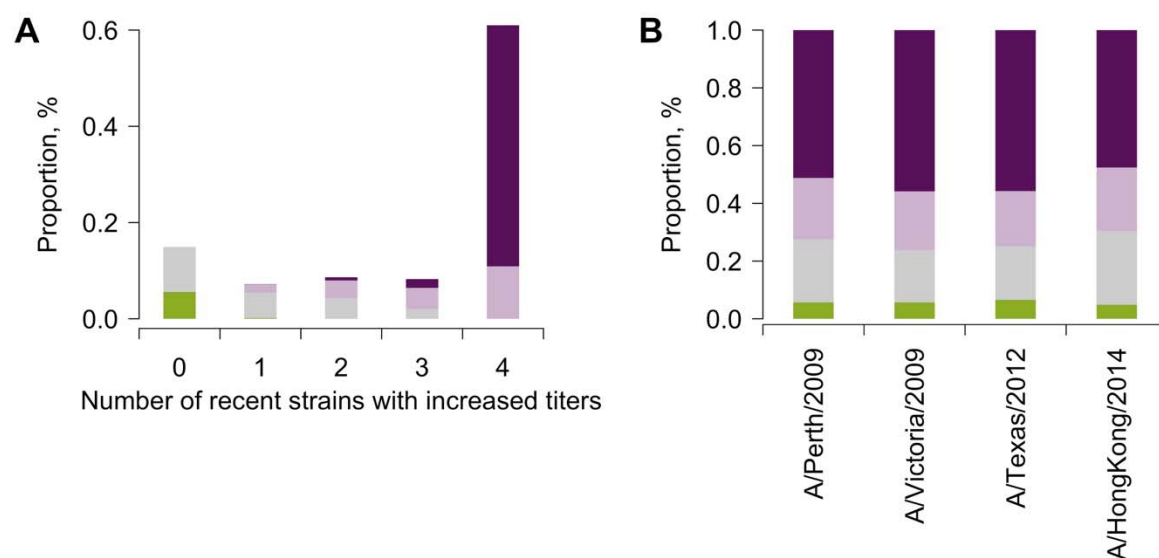 A
Proportion, %
0.6
0.4
0.2
0.0
0 1 2 3 4
Number of recent strains with increased titers
B
Proportion, %
1.0
0.8
0.6
0.4
0.2
0.0
A/Perth/2009
A/Victoria/2009
A/Texas/2012
A/HongKong/2014